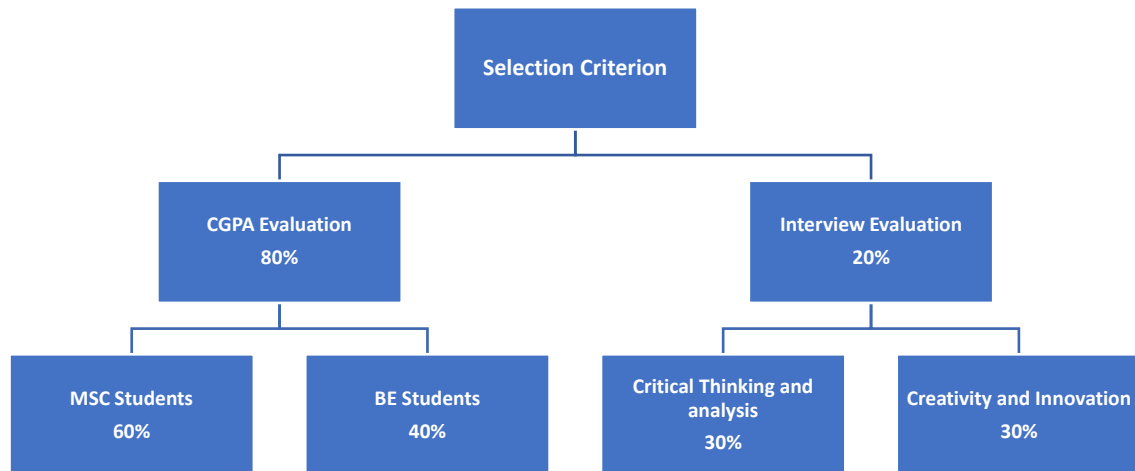 Selection Criterion
CGPA Evaluation
80%
Interview Evaluation
20%
MSC Students
60%
BE Students
40%
Critical Thinking and
analysis
30%
Creativity and Innovation
30%